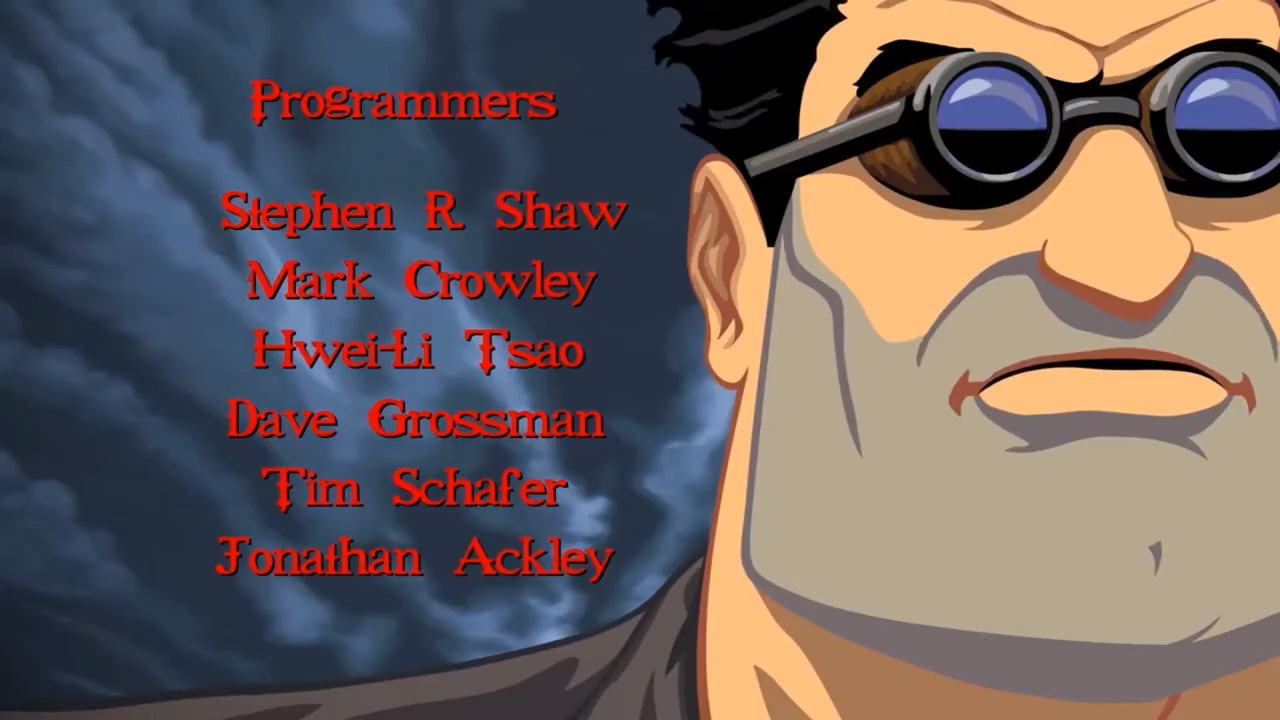 Programmers
Stephen R. Shaw
Mark Crowley
Hwei-Li Tsao
Dave Grossman
Tim Schafer
Jonathan Ackley